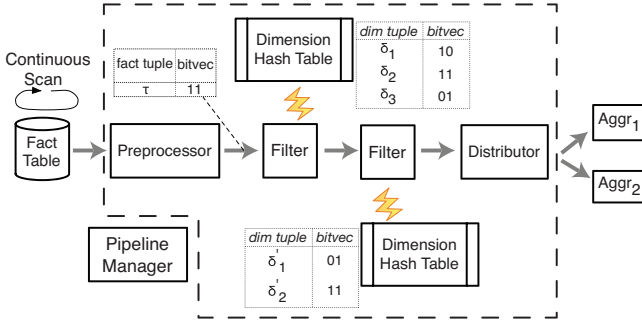 Continuous
Scan
Fact
Table
fact tuple bitvec
τ 11
Preprocessor
Dimension
Hash Table
dim tuple bitvec
δ1 10
δ2 11
δ3 01
Filter
Filter
Distributor
Aggr1
Aggr2
Pipeline
Manager
dim tuple bitvec
δ'1 01
δ'2 11
Dimension
Hash Table